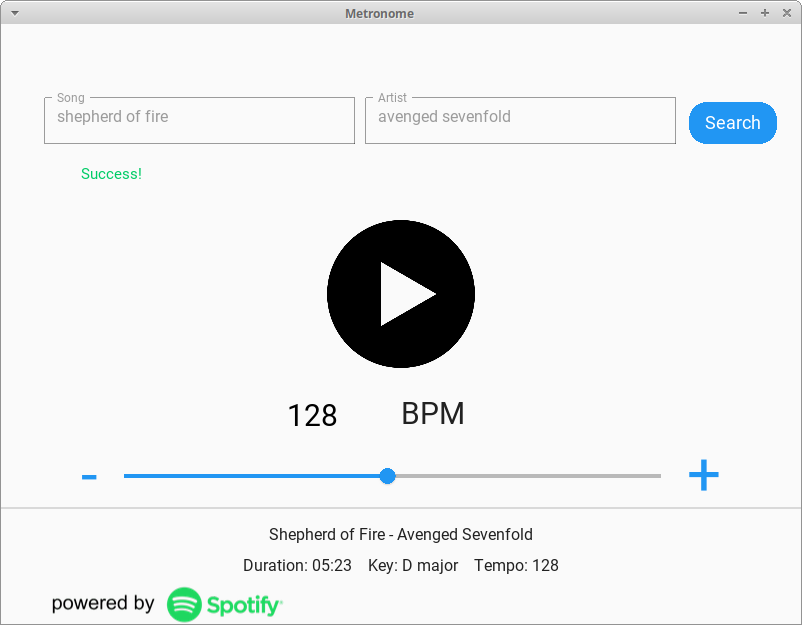 Metronome
Song
Artist
shepherd of fire
avenged sevenfold
Search
Success!
128 BPM
- +
Shepherd of Fire - Avenged Sevenfold
Duration: 05:23 Key: D major Tempo: 128
powered by Spotify